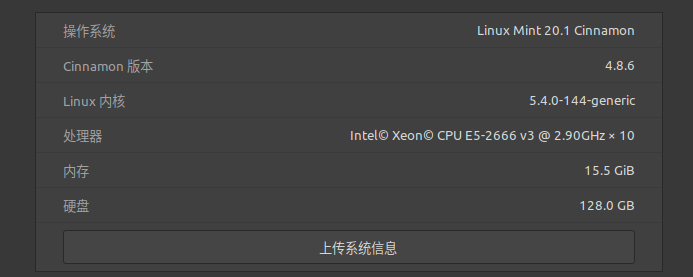 操作系统 Linux Mint 20.1 Cinnamon
Cinnamon 版本 4.8.6
Linux 内核 5.4.0-144-generic
处理器 Intel© Xeon© CPU E5-2666 v3 @ 2.90GHz × 10
内存 15.5 GiB
硬盘 128.0 GB
上传系统信息